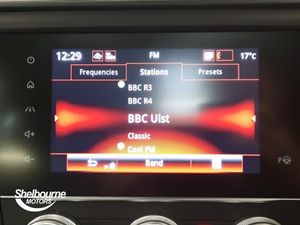 12:29
FM
17°c
Frequencies
Stations
Presets
BBC R3
BBC R4
BBC Ulst
Classic
Cool FM
Band
Shelbourne
MOTORS